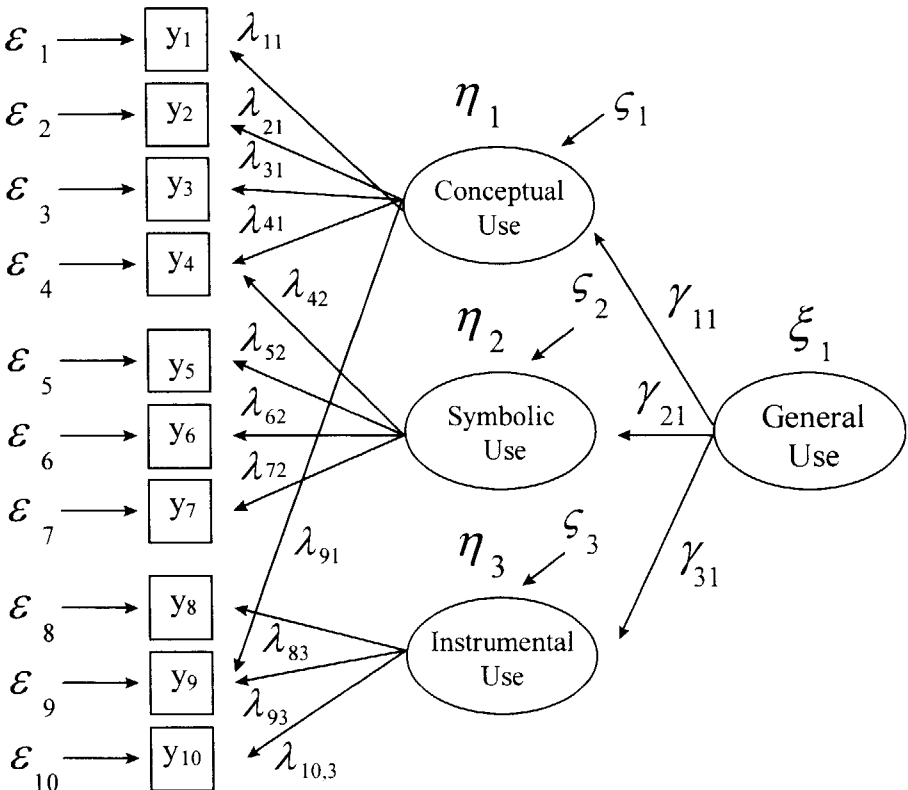 ε₁ y₁ λ₁₁
η₁ ς₁
ε₂ y₂ λ₂₁
ε₃ y₃ λ₃₁
Conceptual
Use
ε₄ y₄ λ₄₁
λ₄₂
γ₁₁
η₂ ς₂
ξ₁
ε₅ y₅ λ₅₂
ε₆ y₆ λ₆₂
Symbolic
Use
γ₂₁
General
Use
ε₇ y₇ λ₇₂
λ₉₁
η₃ ς₃
γ₃₁
ε₈ y₈ λ₈₃
Instrumental
Use
ε₉ y₉ λ₉₃
ε₁₀ y₁₀ λ₁₀,₃